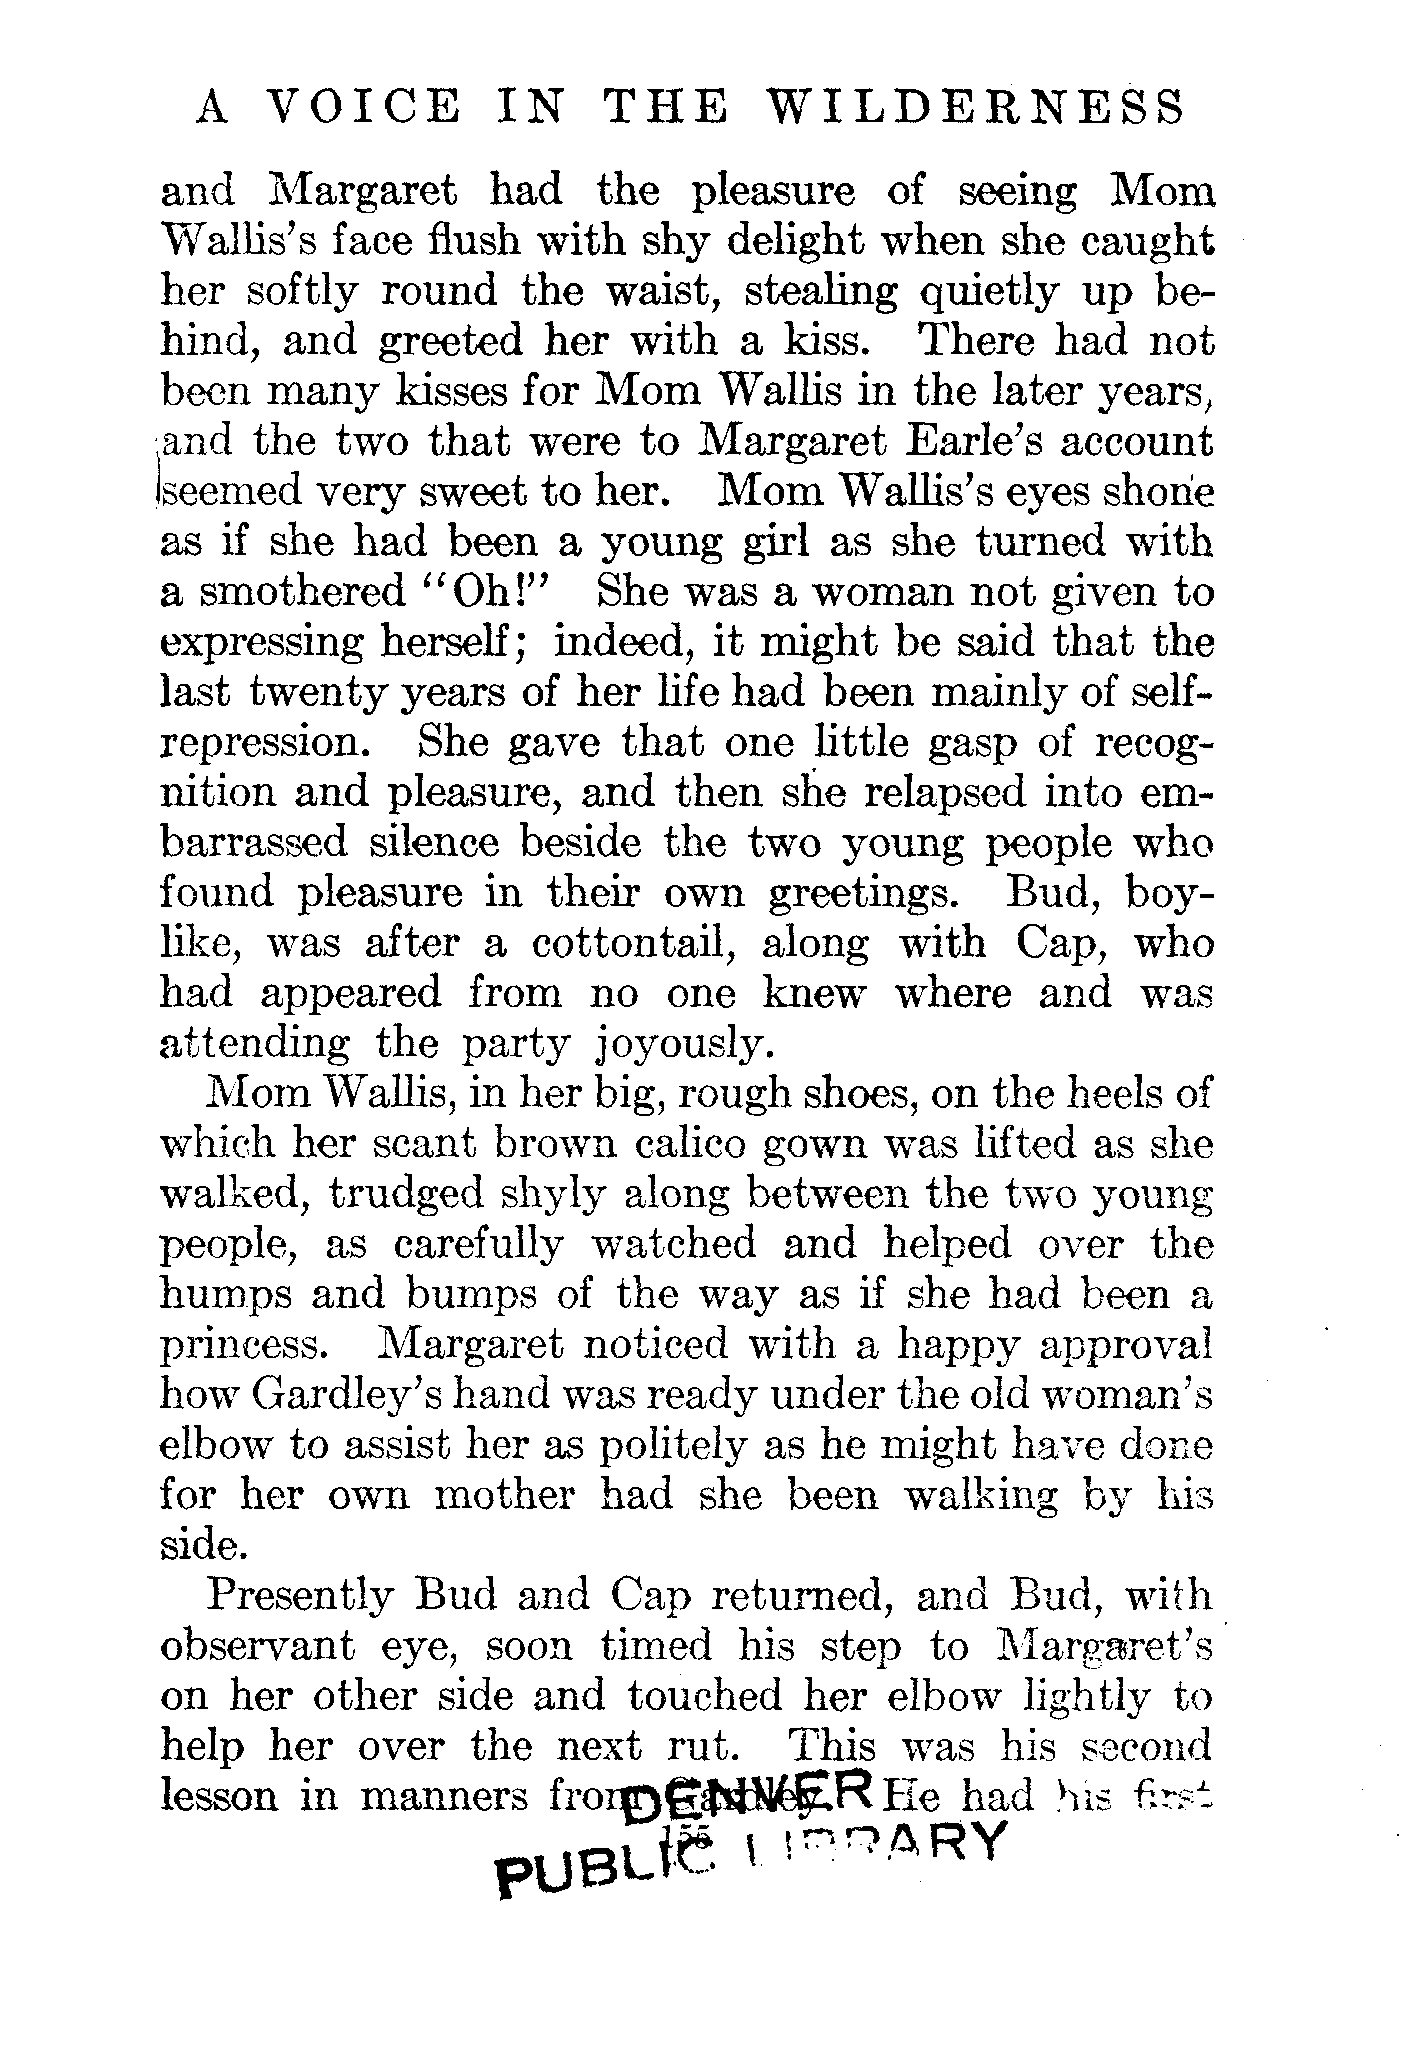 A VOICE IN THE WILDERNESS
and Margaret had the pleasure of seeing Mom
Wallis's face flush with shy delight when she caught
her softly round the waist, stealing quietly up be-
hind, and greeted her with a kiss. There had not
been many kisses for Mom Wallis in the later years,
and the two that were to Margaret Earle's account
seemed very sweet to her. Mom Wallis's eyes shone
as if she had been a young girl as she turned with
a smothered "Oh!" She was a woman not given to
expressing herself; indeed, it might be said that the
last twenty years of her life had been mainly of self-
repression. She gave that one little gasp of recog-
nition and pleasure, and then she relapsed into em-
barrassed silence beside the two young people who
found pleasure in their own greetings. Bud, boy-
like, was after a cottontail, along with Cap, who
had appeared from no one knew where and was
attending the party joyously.
Mom Wallis, in her big, rough shoes, on the heels of
which her scant brown calico gown was lifted as she
walked, trudged shyly along between the two young
people, as carefully watched and helped over the
humps and bumps of the way as if she had been a
princess. Margaret noticed with a happy approval
how Gardley's hand was ready under the old woman's
elbow to assist her as politely as he might have done
for her own mother had she been walking by his
side.
Presently Bud and Cap returned, and Bud, with
observant eye, soon timed his step to Margaret's
on her other side and touched her elbow lightly to
help her over the next rut. This was his second
lesson in manners from Gardley. He had his first
DENVER
PUBLIC LIBRARY